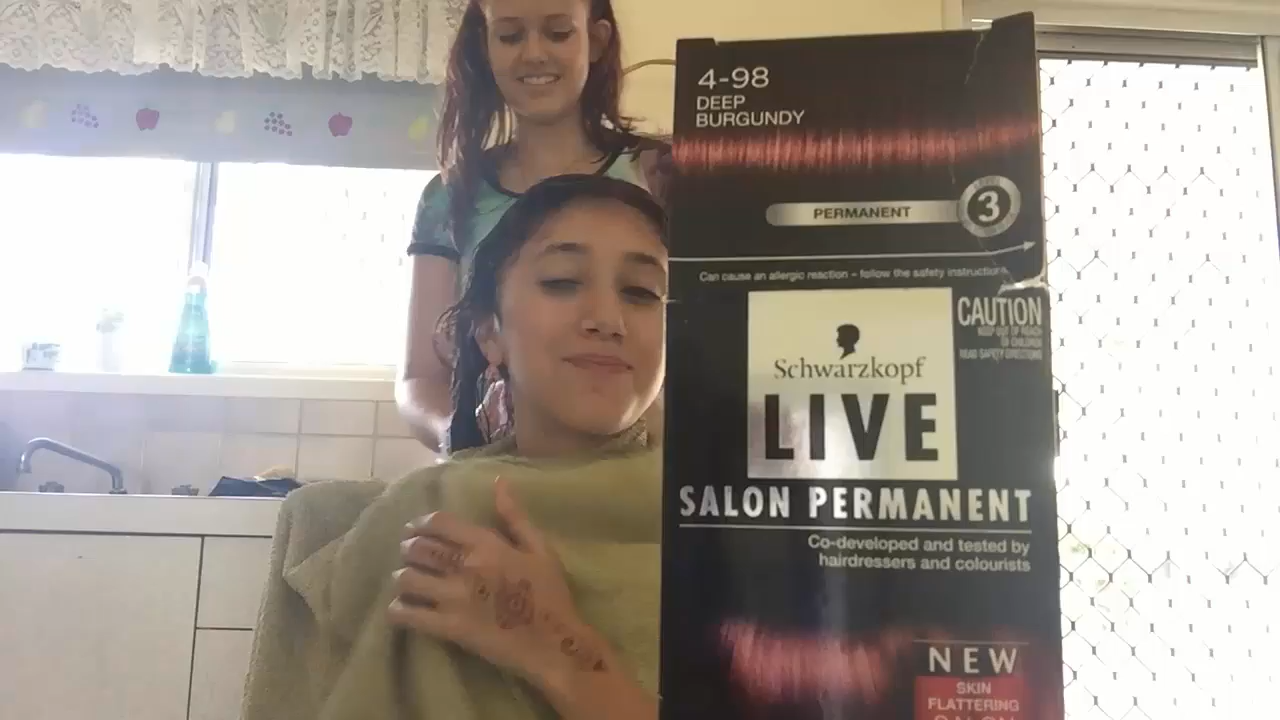 4-98
DEEP
BURGUNDY
PERMANENT
LEVEL
3
Can cause an allergic reaction – follow the safety instructions
CAUTION
KEEP OUT OF REACH
OF CHILDREN
READ SAFETY DIRECTIONS
Schwarzkopf
LIVE
SALON PERMANENT
Co-developed and tested by
hairdressers and colourists
NEW
SKIN
FLATTERING
SALON